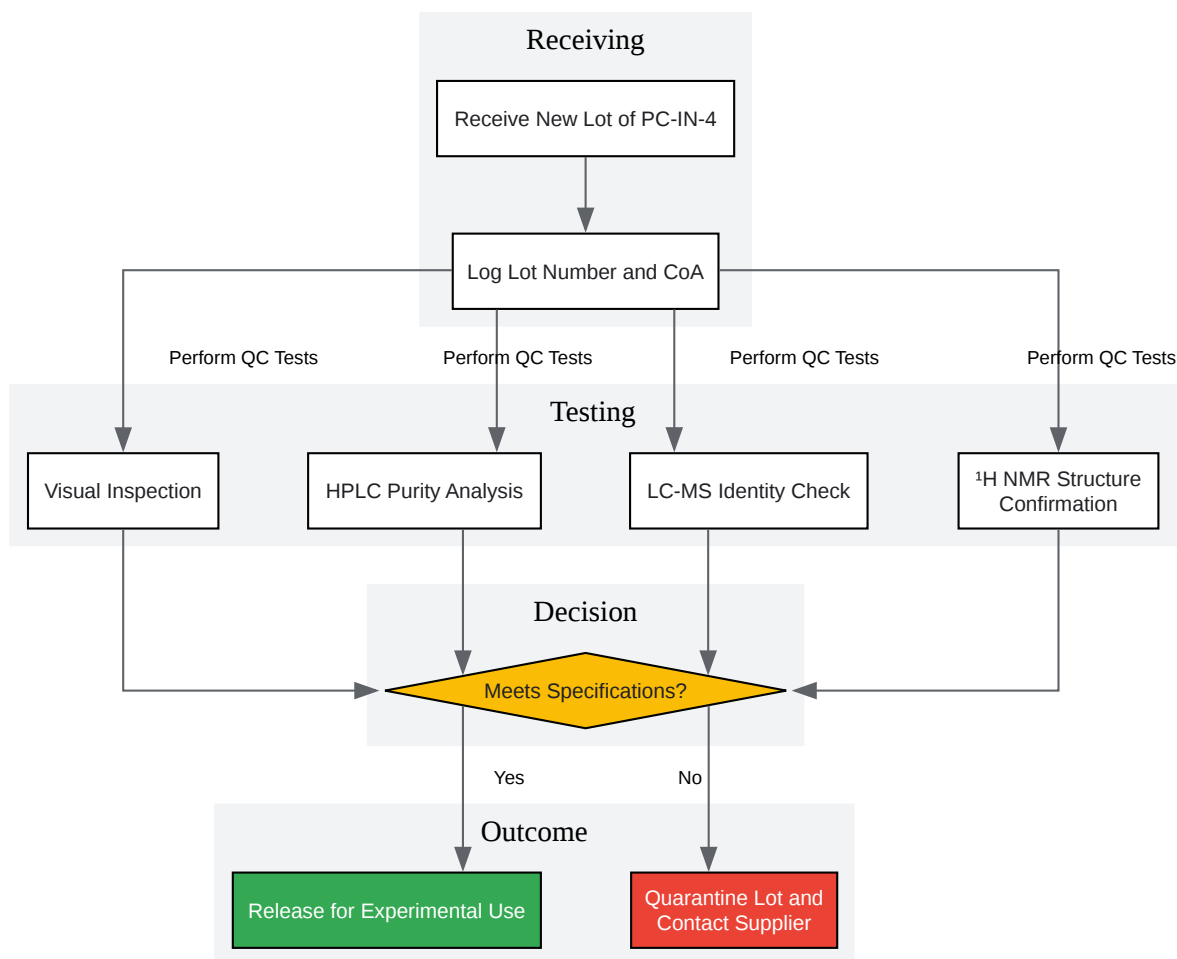 Receiving
Receive New Lot of PC-IN-4
Log Lot Number and CoA
Perform QC Tests
Perform QC Tests
Perform QC Tests
Perform QC Tests
Testing
Visual Inspection
HPLC Purity Analysis
LC-MS Identity Check
¹H NMR Structure
Confirmation
Decision
Meets Specifications?
Yes
No
Outcome
Release for Experimental Use
Quarantine Lot and
Contact Supplier